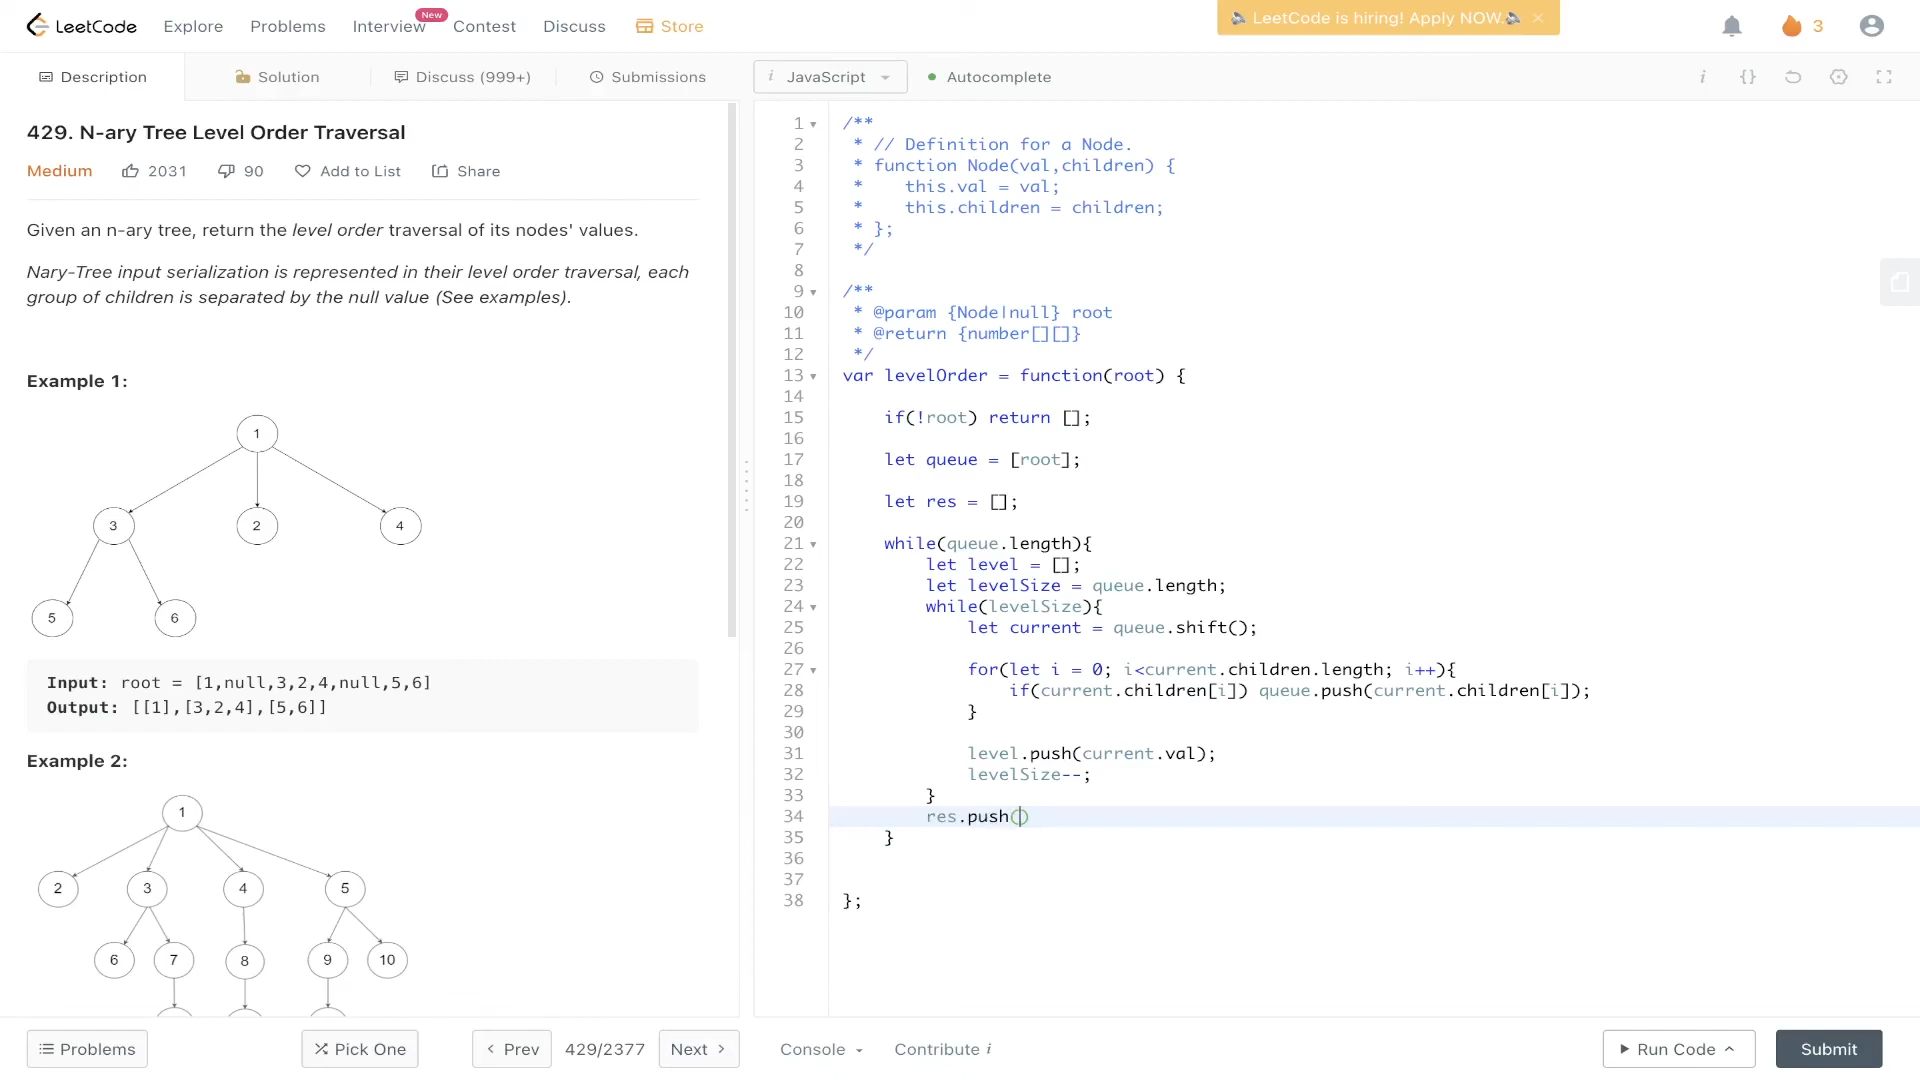 LeetCode
Explore
Problems
Interview
New
Contest
Discuss
Store
LeetCode is hiring! Apply NOW.
3
Description
Solution
Discuss (999+)
Submissions
i JavaScript
Autocomplete
i
{}
429. N-ary Tree Level Order Traversal
Medium
2031
90
Add to List
Share
Given an n-ary tree, return the level order traversal of its nodes' values.
Nary-Tree input serialization is represented in their level order traversal, each
group of children is separated by the null value (See examples).
Example 1:
1
3
2
4
5
6
Input: root = [1,null,3,2,4,null,5,6]
Output: [[1],[3,2,4],[5,6]]
Example 2:
1
2
3
4
5
6
7
8
9
10
1 /**
2  * // Definition for a Node.
3  * function Node(val,children) {
4  *    this.val = val;
5  *    this.children = children;
6  * };
7  */
8
9 /**
10  * @param {Node|null} root
11  * @return {number[][]}
12  */
13 var levelOrder = function(root) {
14
15     if(!root) return [];
16
17     let queue = [root];
18
19     let res = [];
20
21     while(queue.length){
22         let level = [];
23         let levelSize = queue.length;
24         while(levelSize){
25             let current = queue.shift();
26
27             for(let i = 0; i<current.children.length; i++){
28                 if(current.children[i]) queue.push(current.children[i]);
29             }
30
31             level.push(current.val);
32             levelSize--;
33         }
34         res.push()
35     }
36
37
38 };
Problems
Pick One
Prev
429/2377
Next
Console
Contribute i
Run Code
Submit